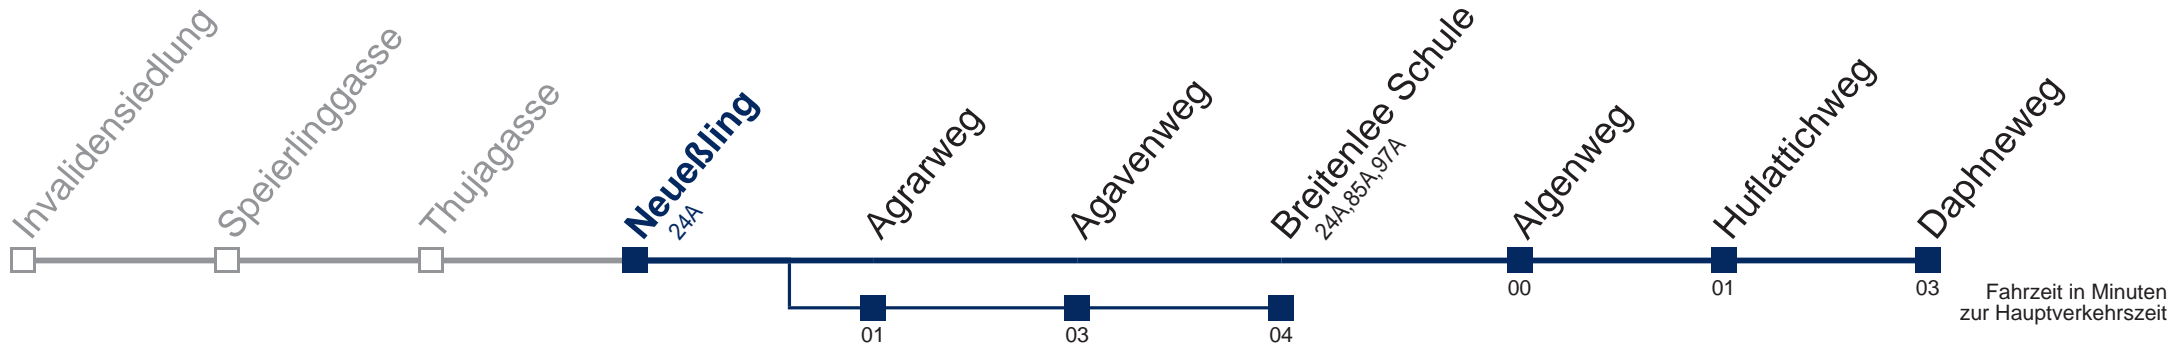 Invalidensiedlung
Speierlinggasse
Thujagasse
Neueßling
24A
Agrarweg
Agavenweg
Breitenlee Schule
24A,85A,97A
Algenweg
Huflattichweg
Daphneweg
00
01
03
Fahrzeit in Minuten
zur Hauptverkehrszeit
01
03
04